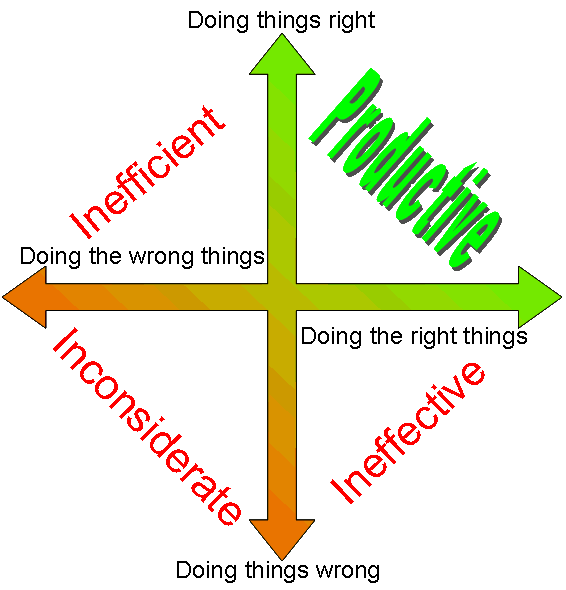 Doing things right
Productive
Inefficient
Doing the wrong things
Doing the right things
Inconsiderate
Ineffective
Doing things wrong